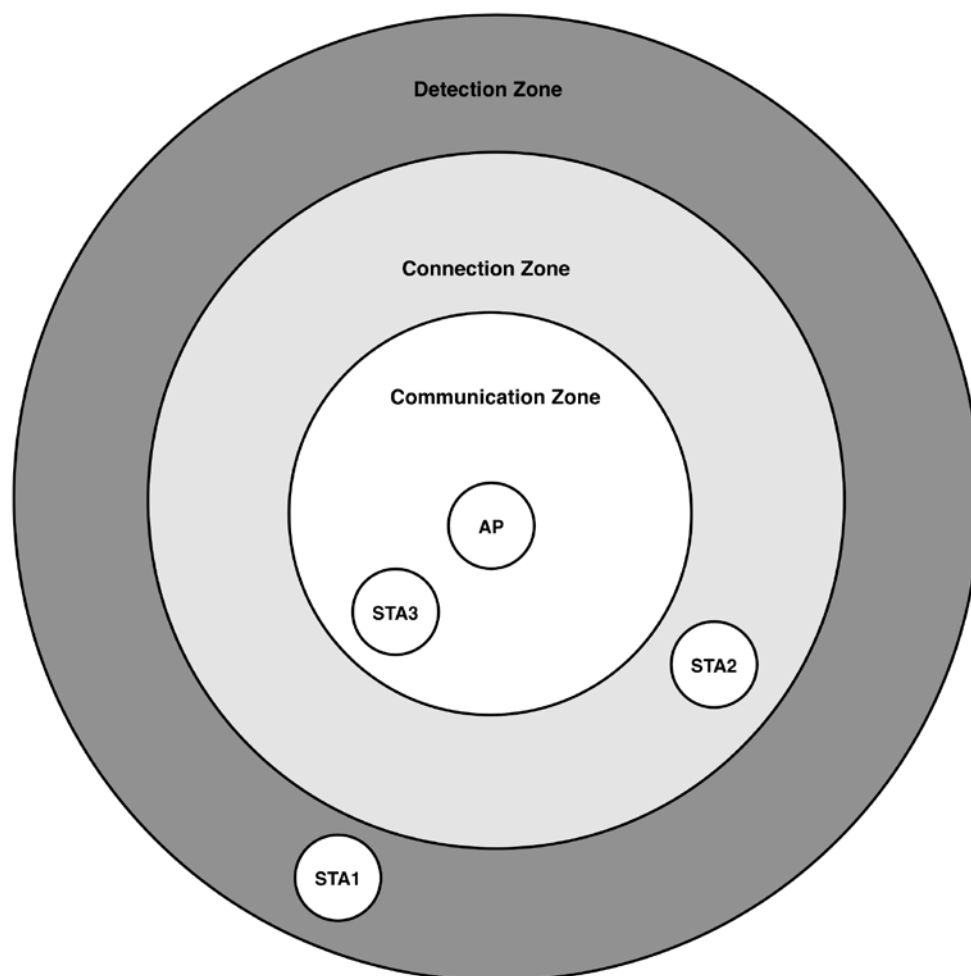 Detection Zone
Connection Zone
Communication Zone
AP
STA3
STA2
STA1